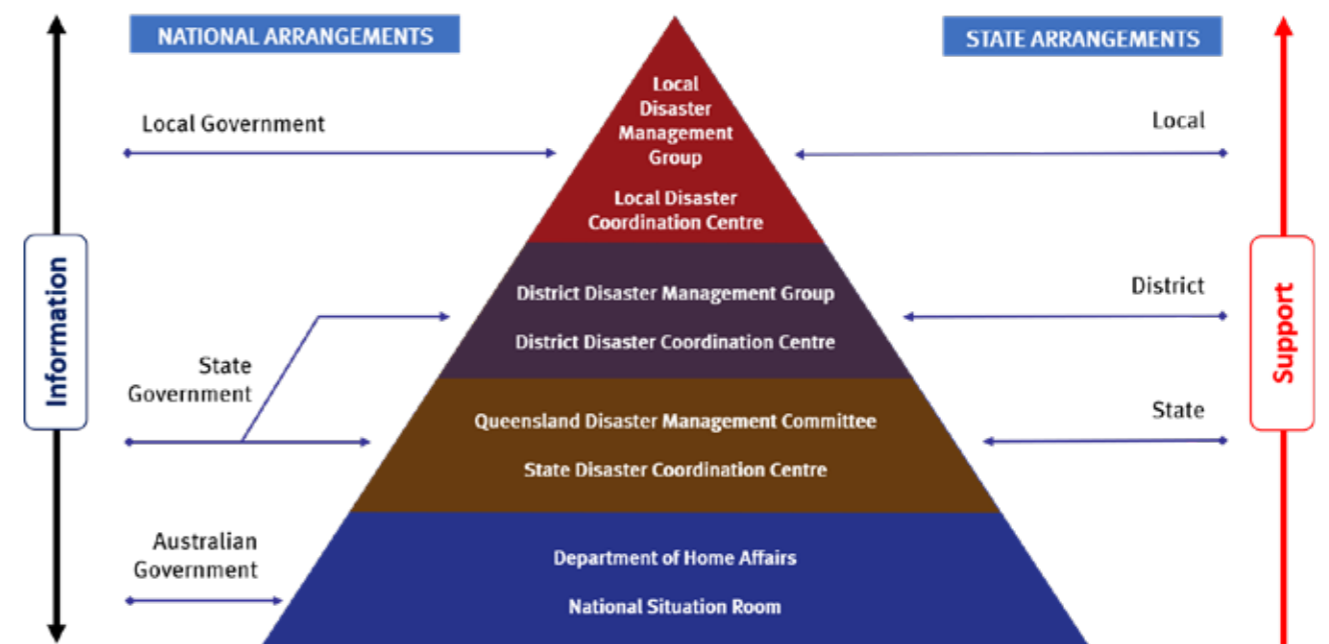 NATIONAL ARRANGEMENTS
STATE ARRANGEMENTS
Local
Disaster
Management
Group
Local Disaster
Coordination Centre
Local Government
Local
District Disaster Management Group
District Disaster Coordination Centre
District
State
Government
Queensland Disaster Management Committee
State Disaster Coordination Centre
State
Australian
Government
Department of Home Affairs
National Situation Room
Information
Support